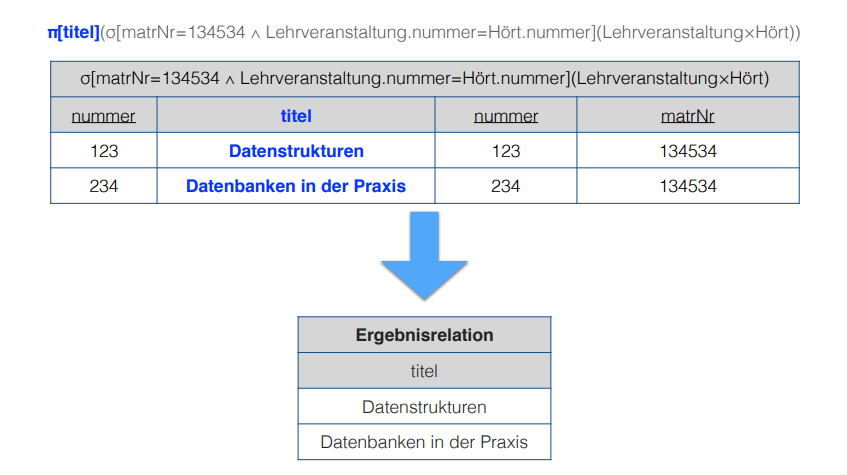 π[titel](σ[matrNr=134534 ∧ Lehrveranstaltung.nummer=Hört.nummer](Lehrveranstaltung×Hört))
σ[matrNr=134534 ∧ Lehrveranstaltung.nummer=Hört.nummer](Lehrveranstaltung×Hört)
nummer titel nummer matrNr
123 Datenstrukturen 123 134534
234 Datenbanken in der Praxis 234 134534
Ergebnisrelation
titel
Datenstrukturen
Datenbanken in der Praxis